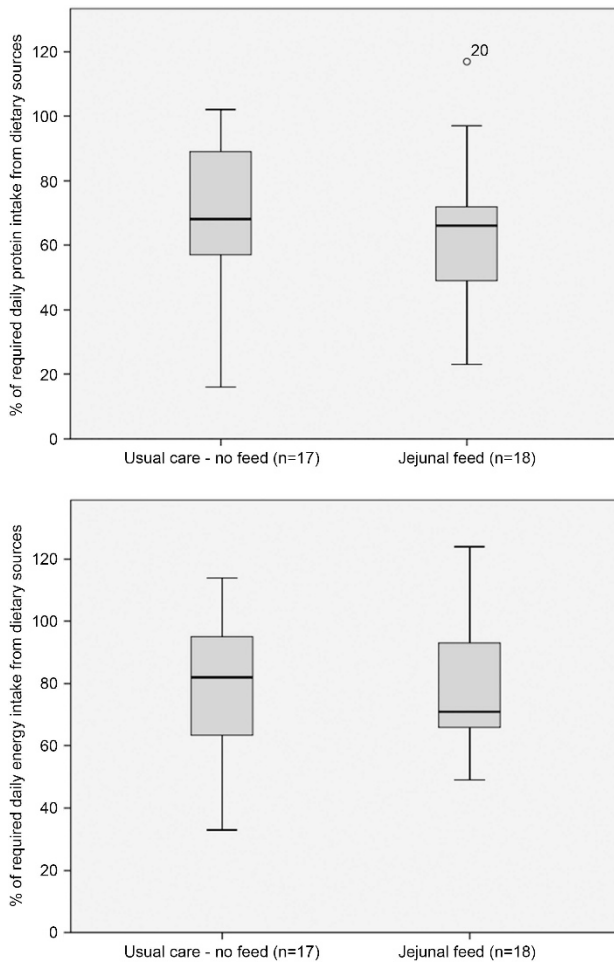 % of required daily protein intake from dietary sources
120
100
80
60
40
20
0
20
Usual care - no feed (n=17)
Jejunal feed (n=18)
% of required daily energy intake from dietary sources
120
100
80
60
40
20
0
Usual care - no feed (n=17)
Jejunal feed (n=18)